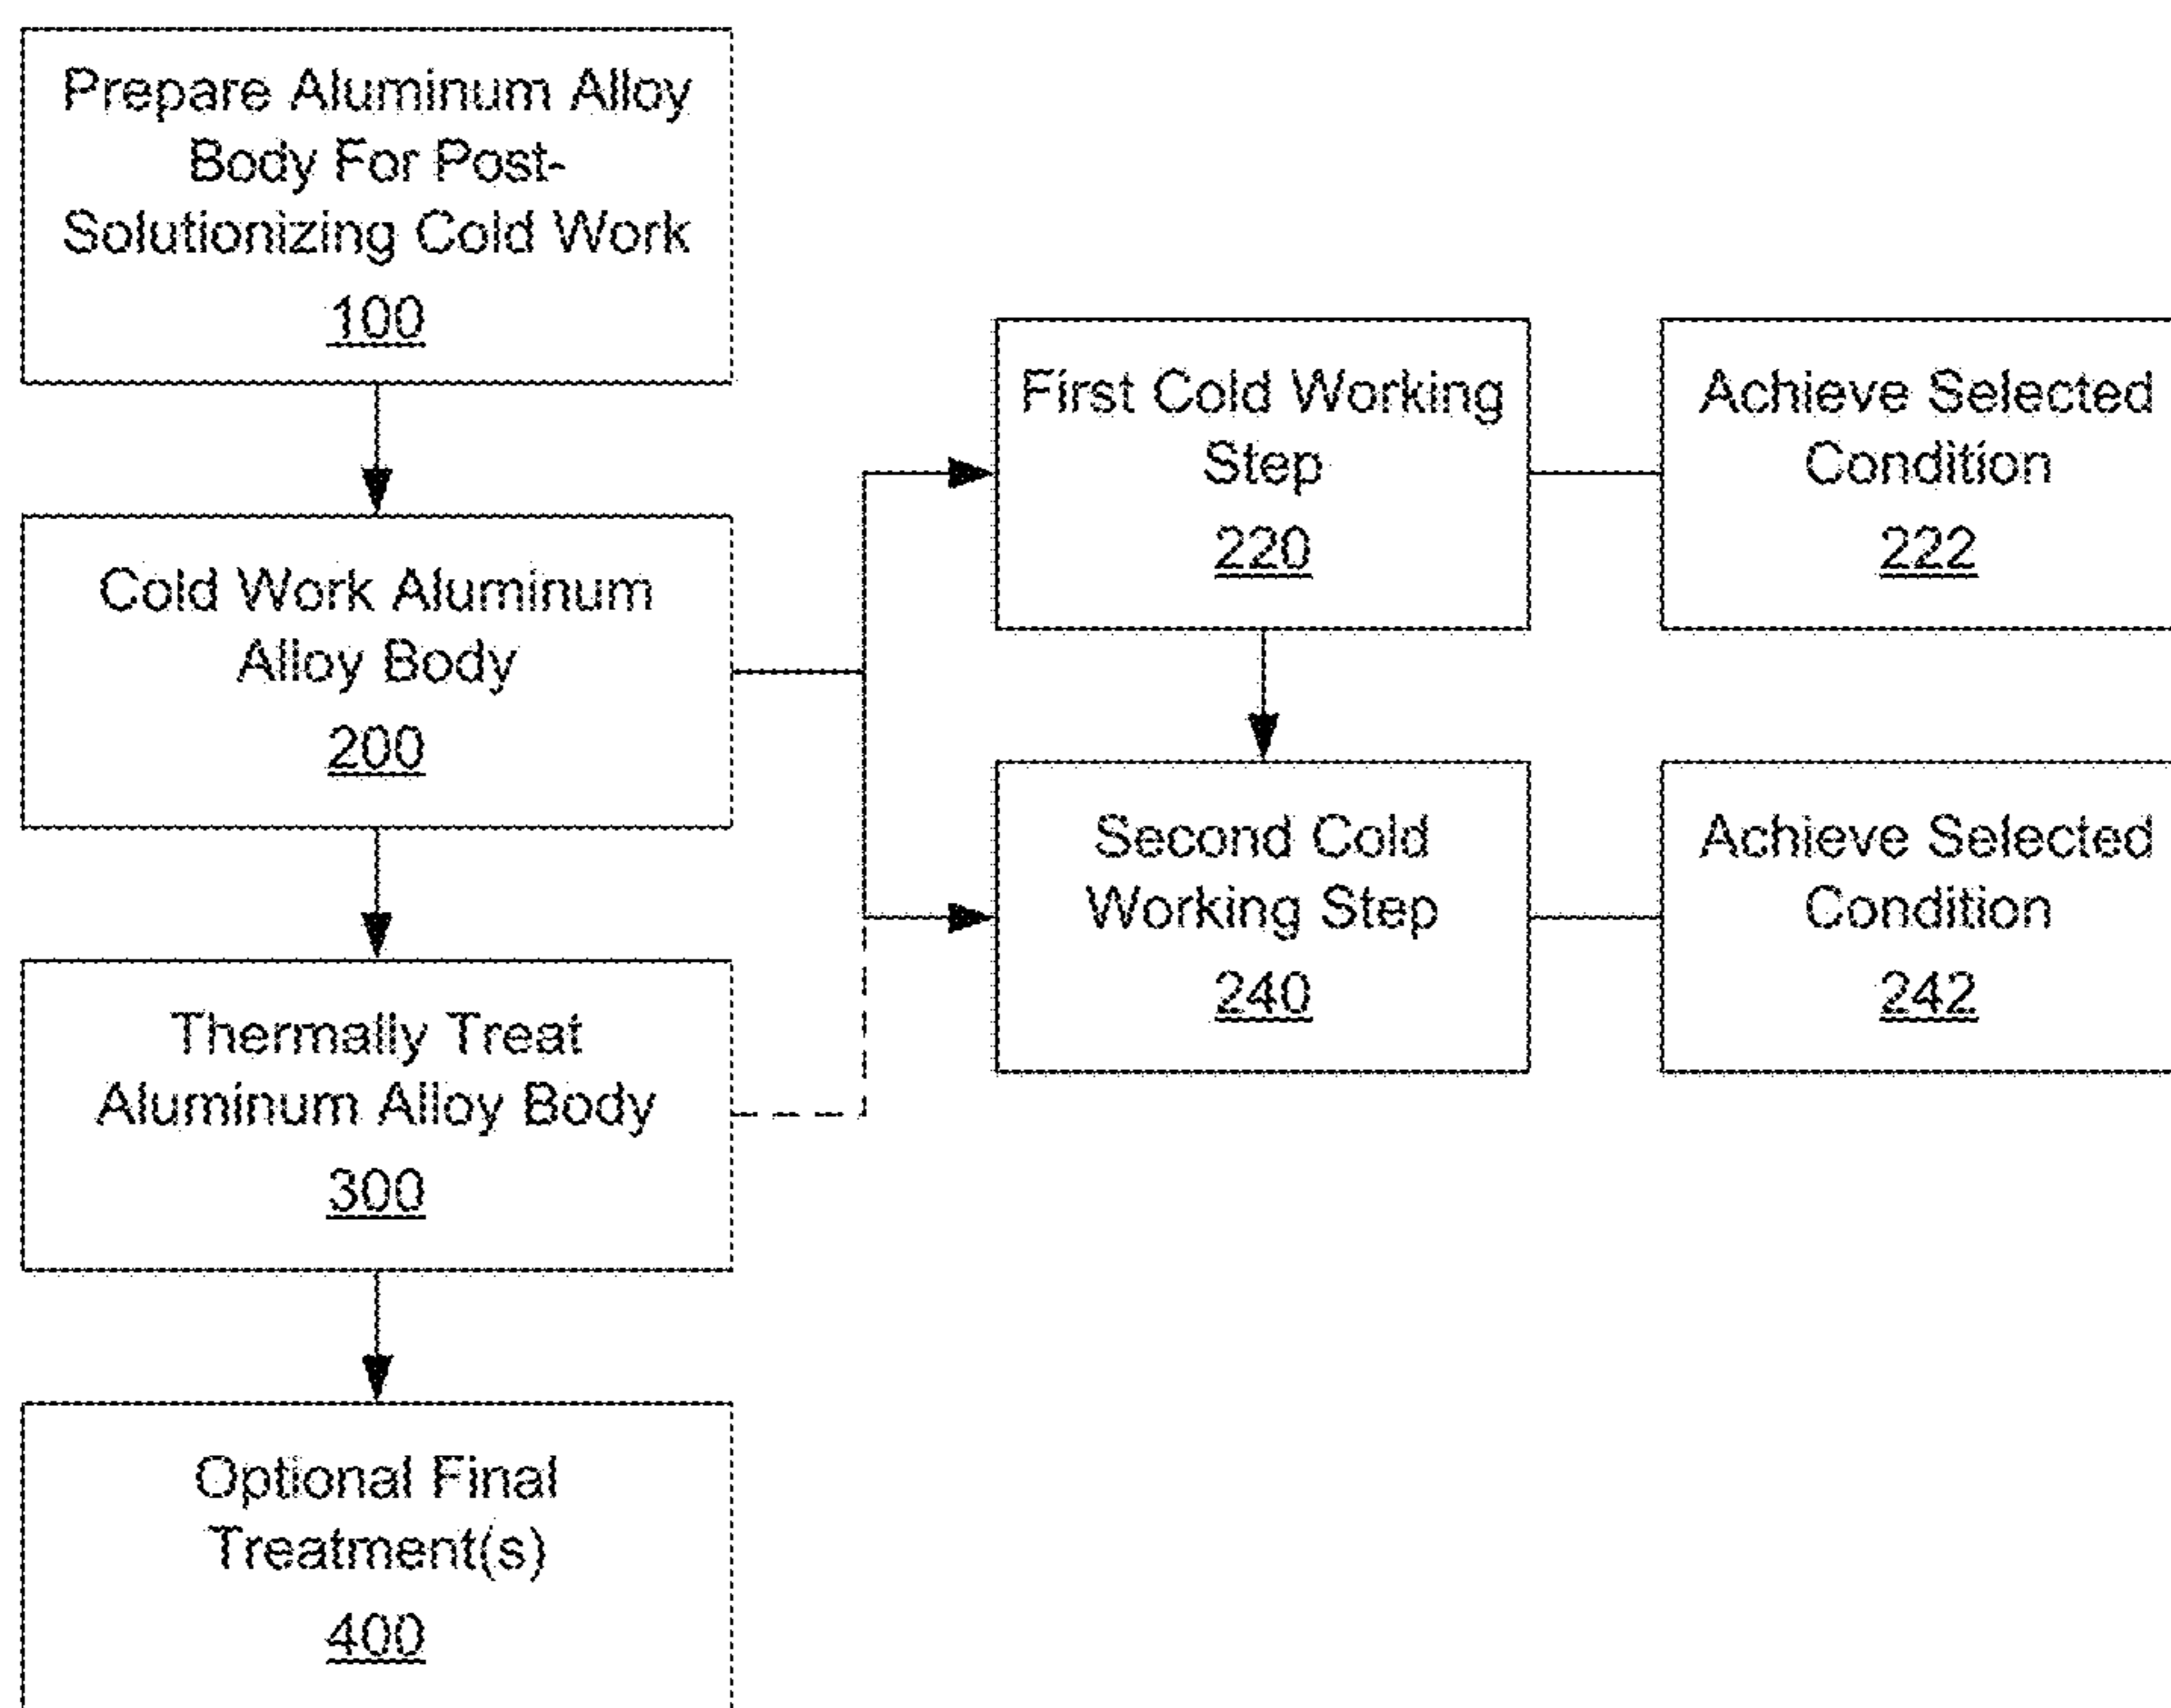 Prepare Aluminum Alloy
Body For Post-
Solutionizing Cold Work
100
Cold Work Aluminum
Alloy Body
200
Thermally Treat
Aluminum Alloy Body
300
Optional Final
Treatment(s)
400
First Cold Working
Step
220
Second Cold
Working Step
240
Achieve Selected
Condition
222
Achieve Selected
Condition
242